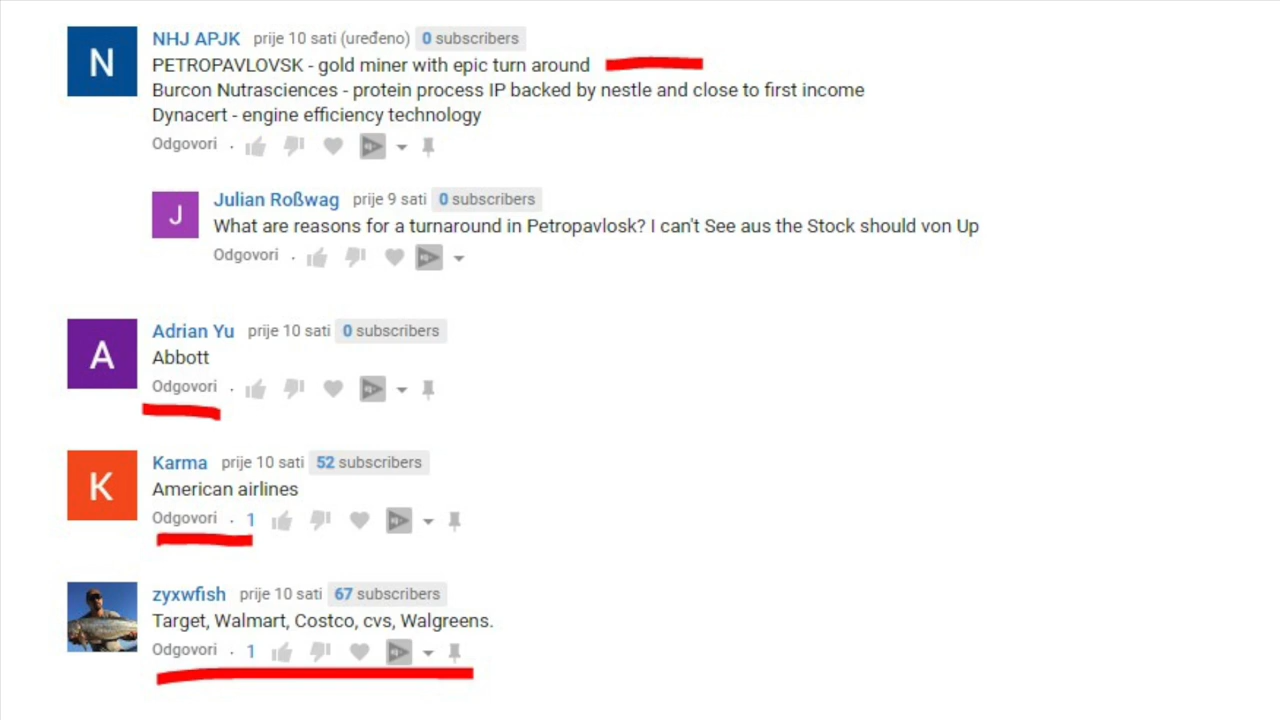 N
NHJ APJK prije 10 sati (uređeno) 0 subscribers
PETROPAVLOVSK - gold miner with epic turn around
Burcon Nutrasciences - protein process IP backed by nestle and close to first income
Dynacert - engine efficiency technology
Odgovori ·
J
Julian Roßwag prije 9 sati 0 subscribers
What are reasons for a turnaround in Petropavlosk? I can't See aus the Stock should von Up
Odgovori ·
A
Adrian Yu prije 10 sati 0 subscribers
Abbott
Odgovori ·
K
Karma prije 10 sati 52 subscribers
American airlines
Odgovori · 1
zyxwfish prije 10 sati 67 subscribers
Target, Walmart, Costco, cvs, Walgreens.
Odgovori · 1